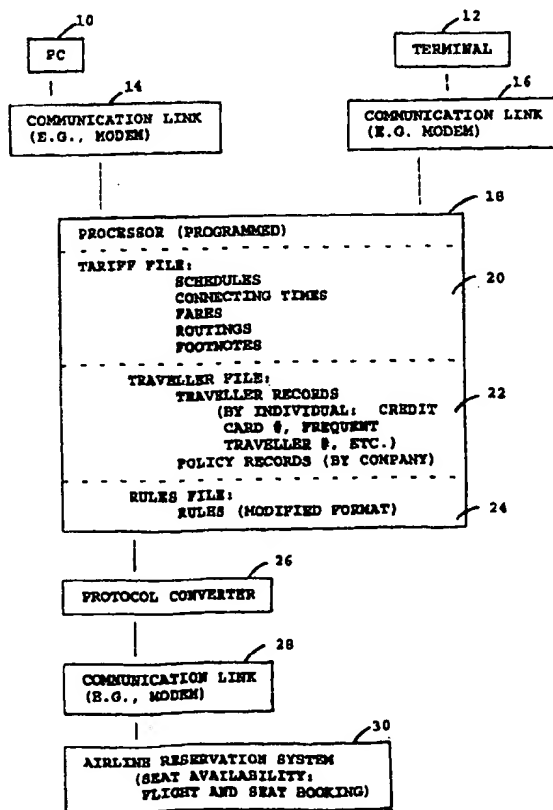 10
12
PC
TERMINAL
14
16
COMMUNICATION LINK
(E.G., MODEM)
COMMUNICATION LINK
(E.G. MODEM)
18
PROCESSOR (PROGRAMMED)
TARIFF FILE:
SCHEDULES
20
CONNECTING TIMES
FARES
ROUTINGS
FOOTNOTES
TRAVELLER FILE:
TRAVELLER RECORDS
(BY INDIVIDUAL: CREDIT
22
CARD #, FREQUENT
TRAVELLER #, ETC.)
POLICY RECORDS (BY COMPANY)
RULES FILE:
RULES (MODIFIED FORMAT)
24
26
PROTOCOL CONVERTER
28
COMMUNICATION LINK
(E.G., MODEM)
30
AIRLINE RESERVATION SYSTEM
(SEAT AVAILABILITY;
FLIGHT AND SEAT BOOKING)